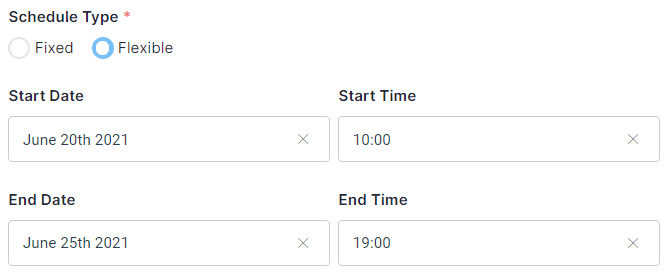 Schedule Type *
Fixed Flexible
Start Date Start Time
June 20th 2021 10:00
End Date End Time
June 25th 2021 19:00